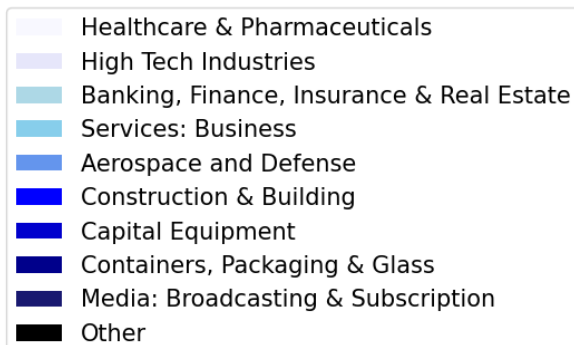 Healthcare & Pharmaceuticals
High Tech Industries
Banking, Finance, Insurance & Real Estate
Services: Business
Aerospace and Defense
Construction & Building
Capital Equipment
Containers, Packaging & Glass
Media: Broadcasting & Subscription
Other